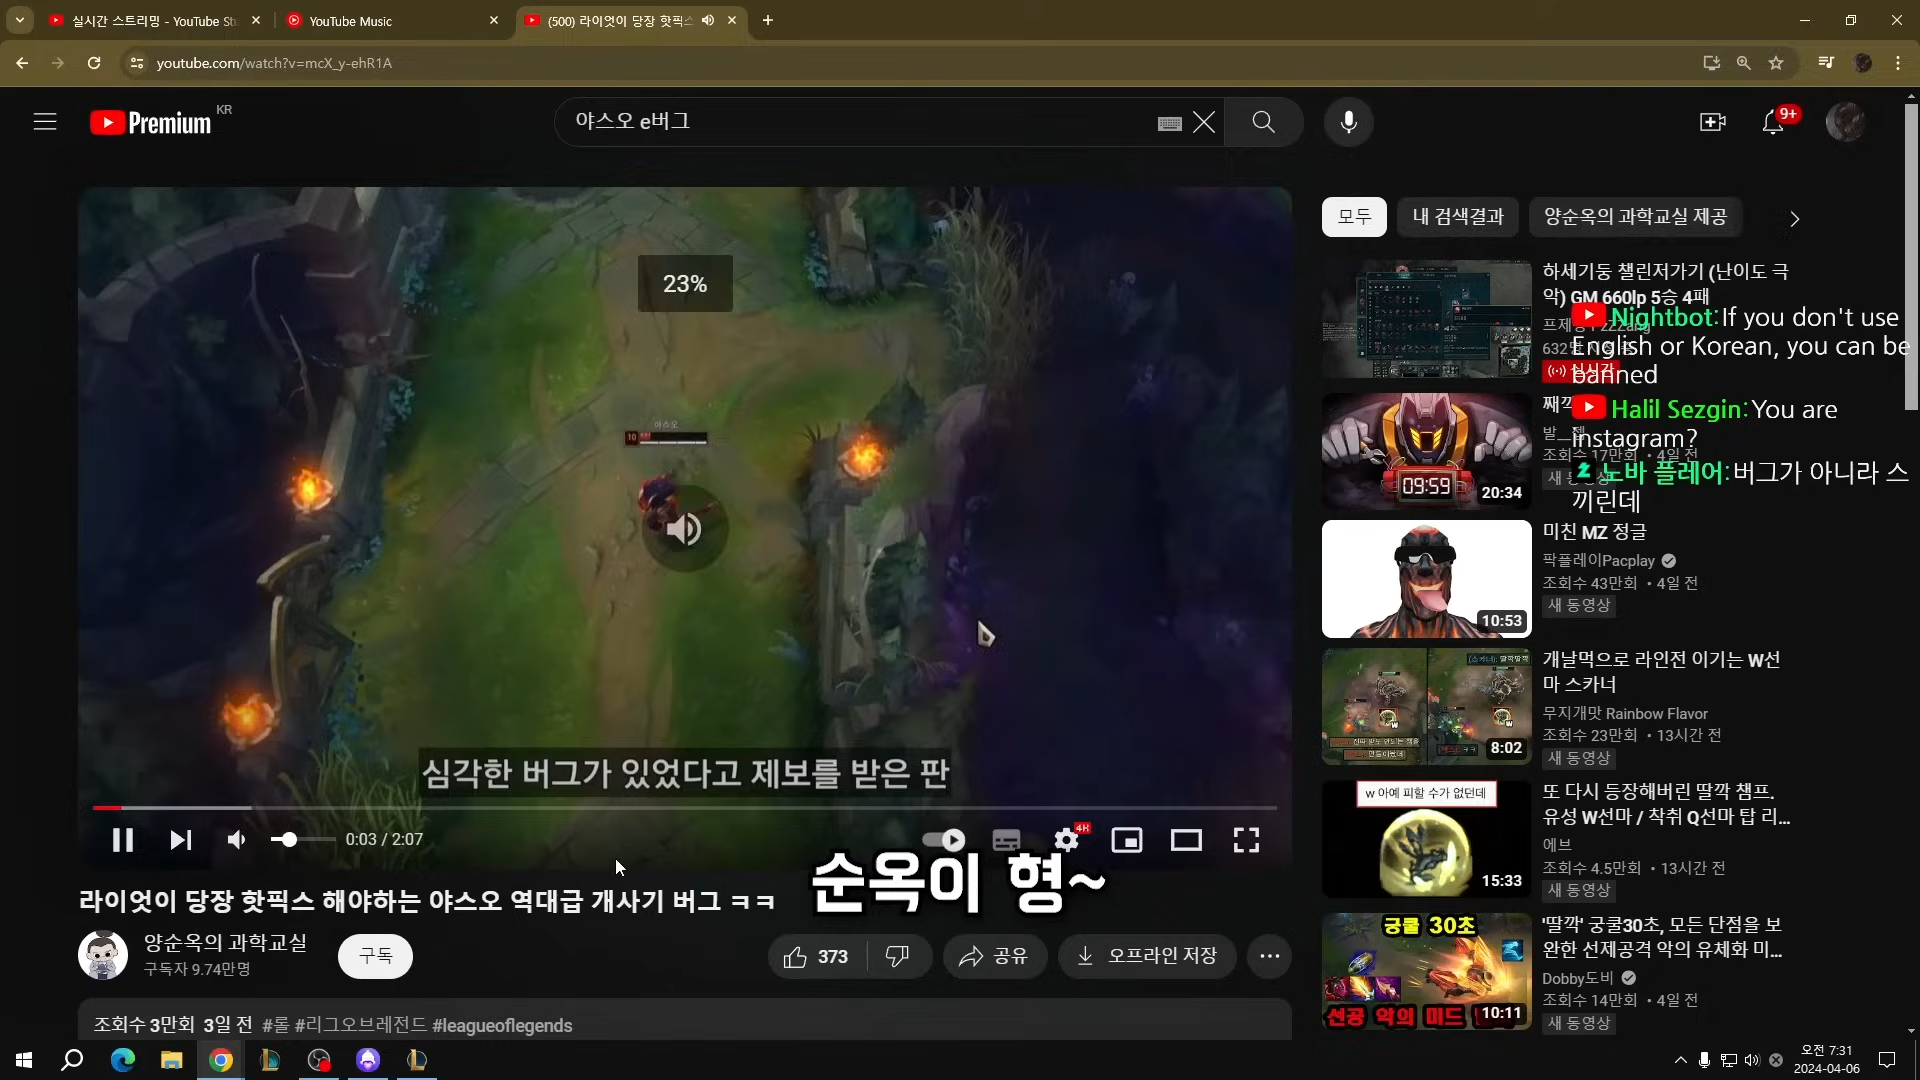 실시간 스트리밍 - YouTube Stu
YouTube Music
(500) 라이엇이 당장 핫픽스
youtube.com/watch?v=mcX_y-ehR1A
Premium KR
야스오 e버그
9+
23%
야스오
10
심각한 버그가 있었다고 제보를 받은 판
0:03 / 2:07
4K
순옥이 형~
라이엇이 당장 핫픽스 해야하는 야스오 역대급 개사기 버그 ㅋㅋ
양순옥의 과학교실
구독자 9.74만명
구독
373
공유
오프라인 저장
조회수 3만회 3일 전 #롤 #리그오브레전드 #leagueoflegends
모두
내 검색결과
양순옥의 과학교실 제공
하세기둥 챌린저가기 (난이도 극
악) GM 660lp 5승 4패
Nightbot:If you don't use
English or Korean, you can be
banned
Halil Sezgin:You are
instagram?
노바 플레어:버그가 아니라 스
끼린데
조회수 17만회 • 4일 전
09:59
20:34
미친 MZ 정글
팍플레이Pacplay
조회수 43만회 • 4일 전
새 동영상
10:53
개날먹으로 라인전 이기는 W선
마 스카너
무지개맛 Rainbow Flavor
조회수 23만회 • 13시간 전
새 동영상
8:02
w 아예 피할 수가 없던데
15:33
또 다시 등장해버린 딸깍 챔프.
유성 W선마 / 착취 Q선마 탑 리...
에브
조회수 4.5만회 • 13시간 전
새 동영상
궁쿨 30초
선공 악의 미드
10:11
'딸깍' 궁쿨30초, 모든 단점을 보
완한 선제공격 악의 유체화 미...
Dobby도비
조회수 14만회 • 4일 전
새 동영상
오전 7:31
2024-04-06